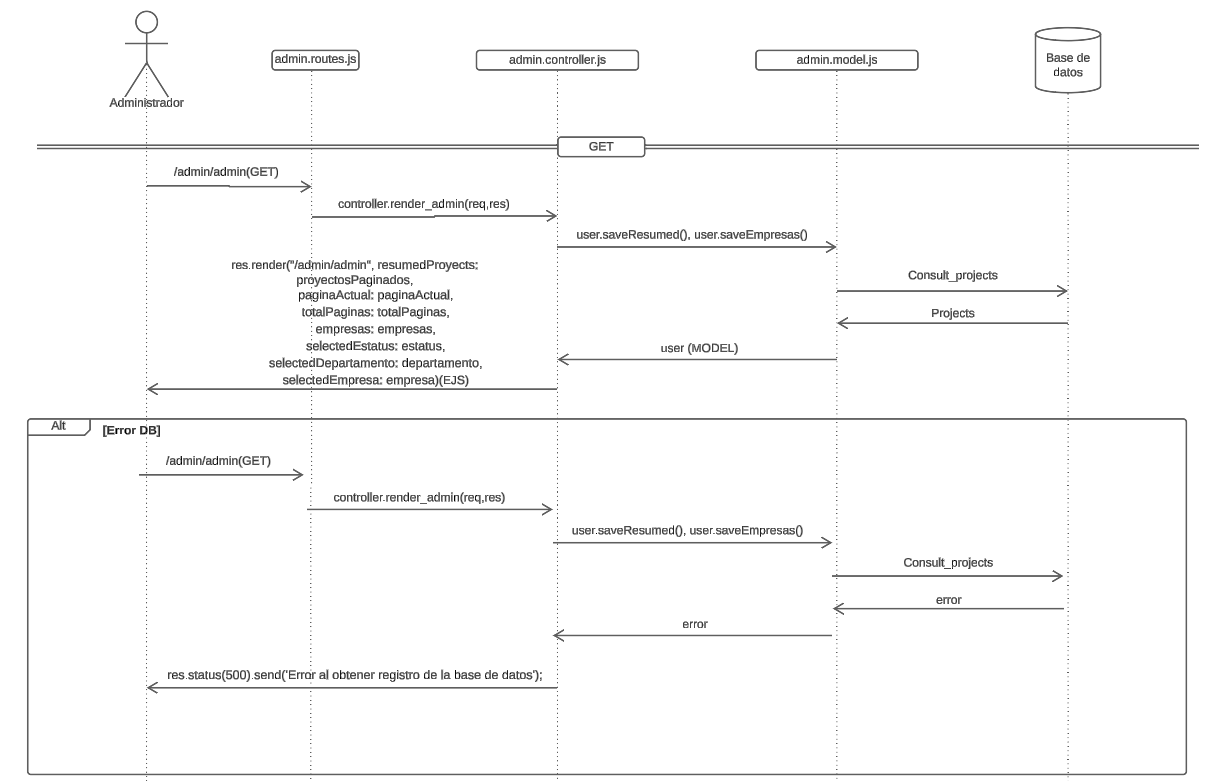 Administrador
admin.routes.js
admin.controller.js
admin.model.js
Base de
datos
GET
/admin/admin(GET)
controller.render_admin(req,res)
user.saveResumed(), user.saveEmpresas()
res.render("/admin/admin", resumedProyects:
proyectosPaginados,
paginaActual: paginaActual,
totalPaginas: totalPaginas,
empresas: empresas,
selectedEstatus: estatus,
selectedDepartamento: departamento,
selectedEmpresa: empresa)(EJS)
Consult_projects
Projects
user (MODEL)
Alt
[Error DB]
/admin/admin(GET)
controller.render_admin(req,res)
user.saveResumed(), user.saveEmpresas()
Consult_projects
error
error
res.status(500).send('Error al obtener registro de la base de datos');